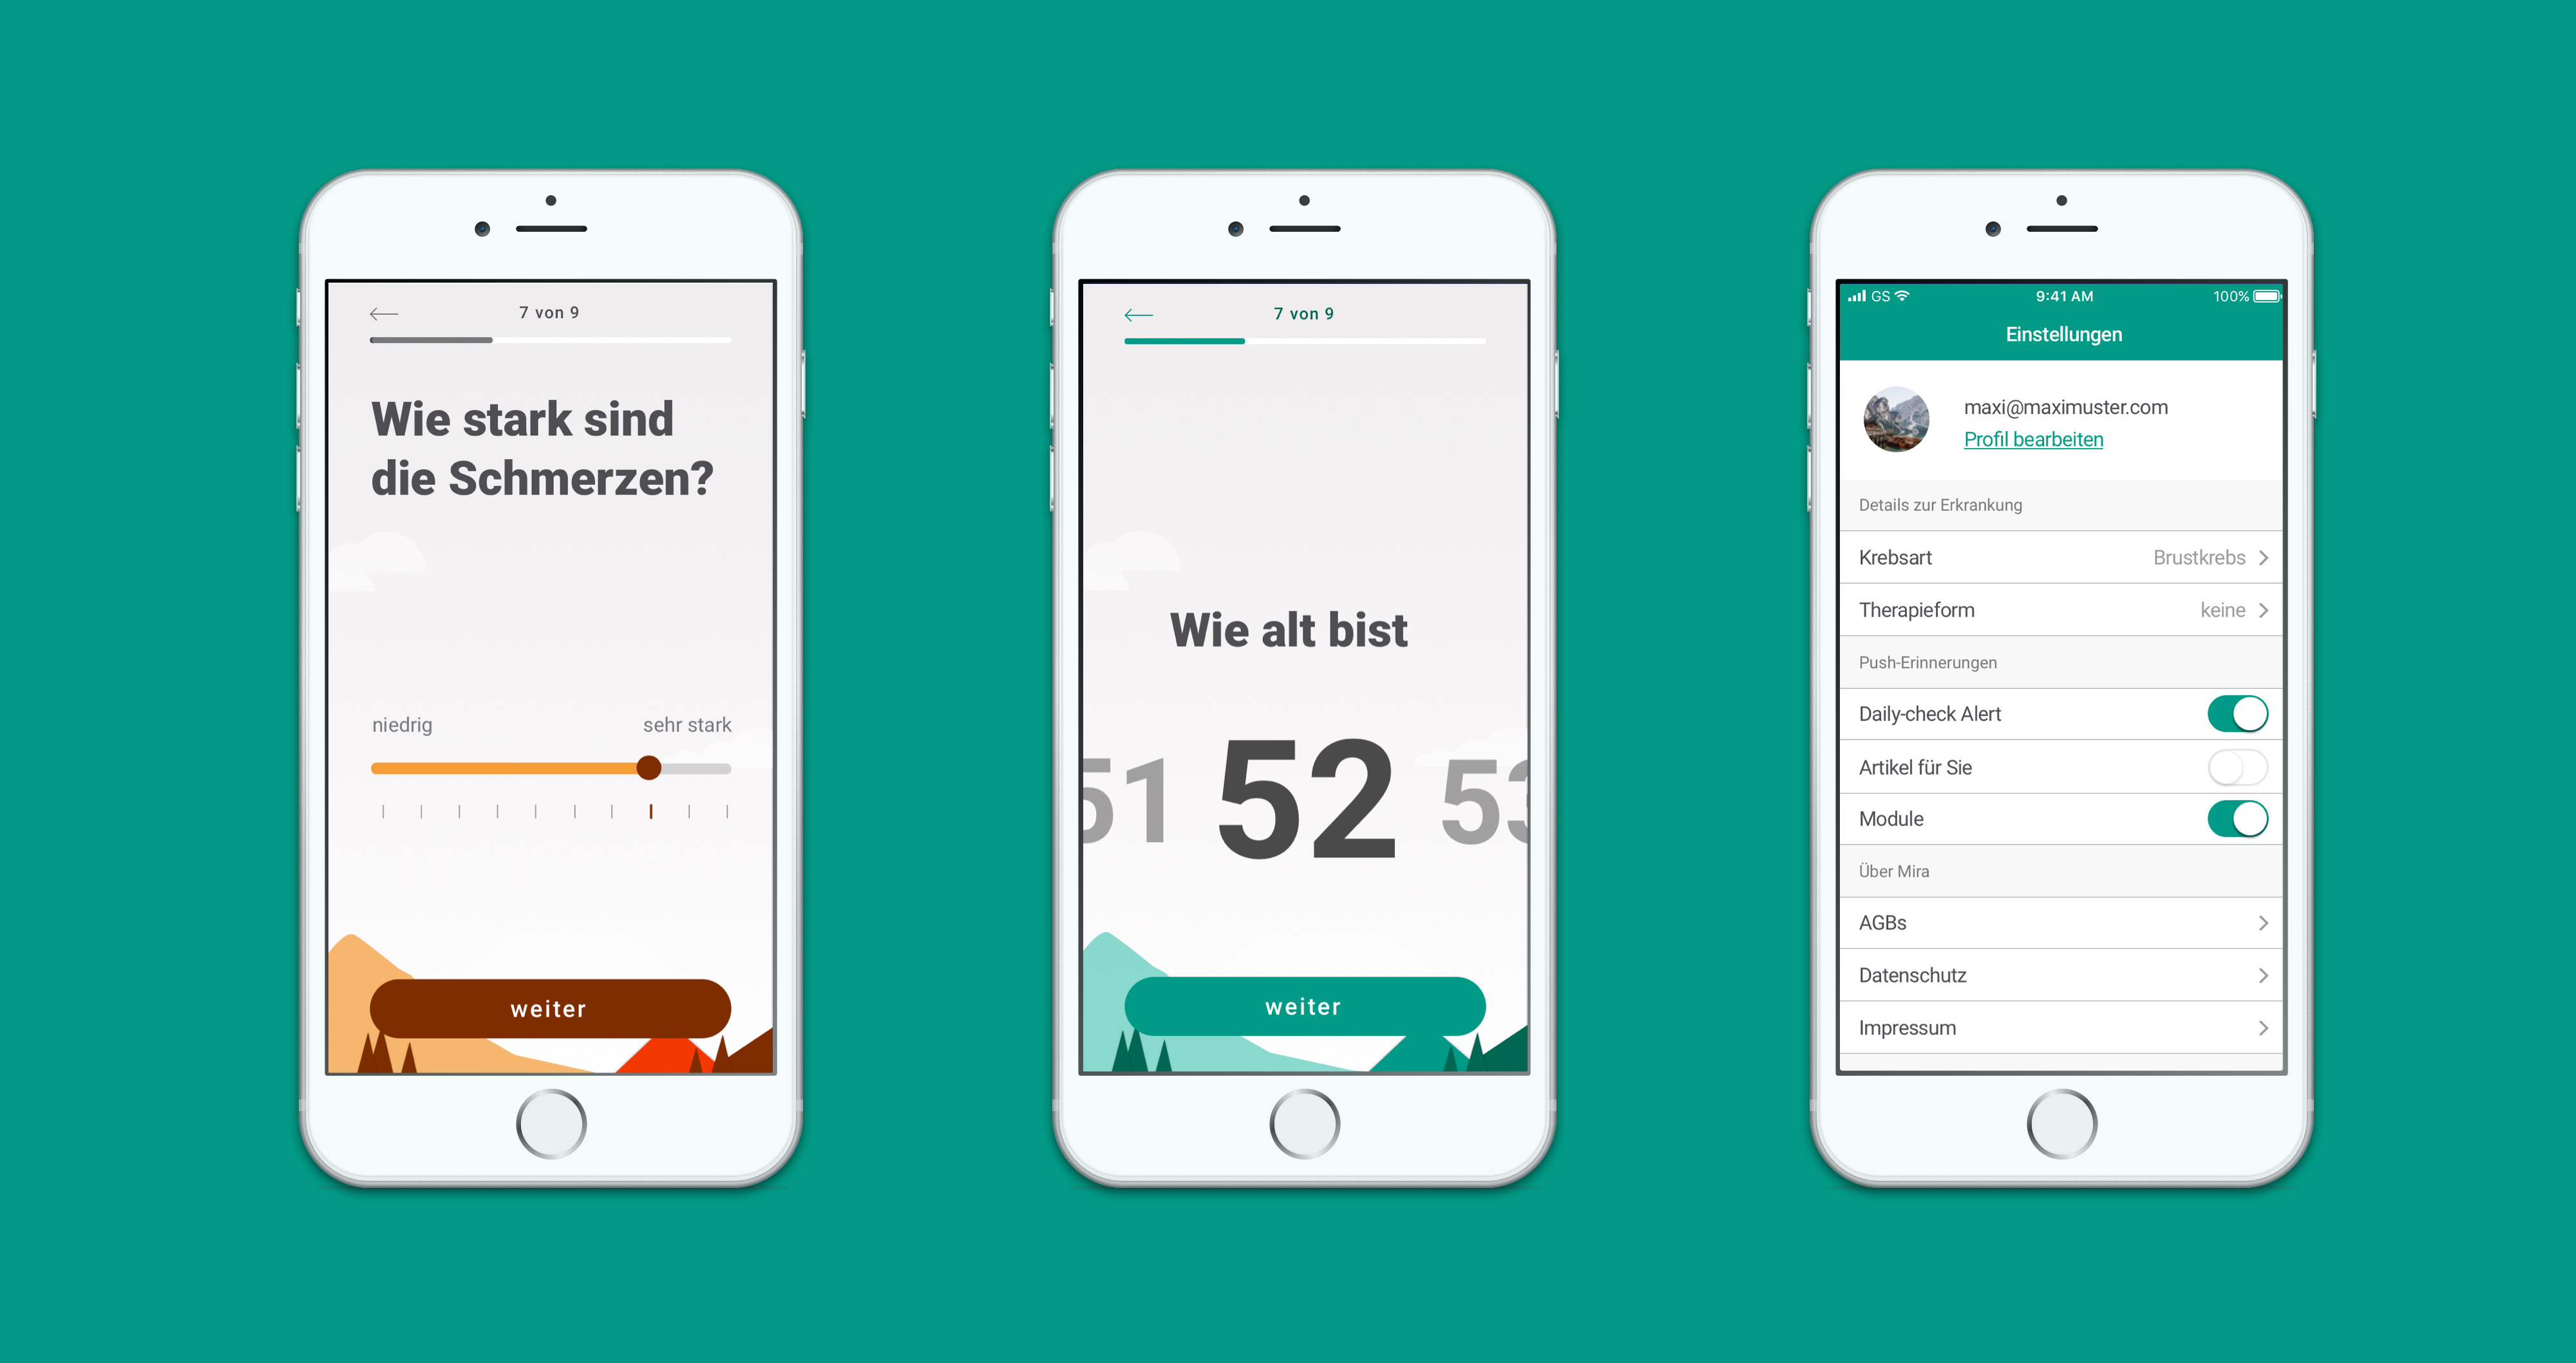 7 von 9
Wie stark sind
die Schmerzen?
niedrig
sehr stark
weiter
7 von 9
Wie alt bist
51 52 53
weiter
GS 9:41 AM 100%
Einstellungen
maxi@maximuster.com
Profil bearbeiten
Details zur Erkrankung
Krebsart Brustkrebs
Therapieform keine
Push-Erinnerungen
Daily-check Alert
Artikel für Sie
Module
Über Mira
AGBs
Datenschutz
Impressum